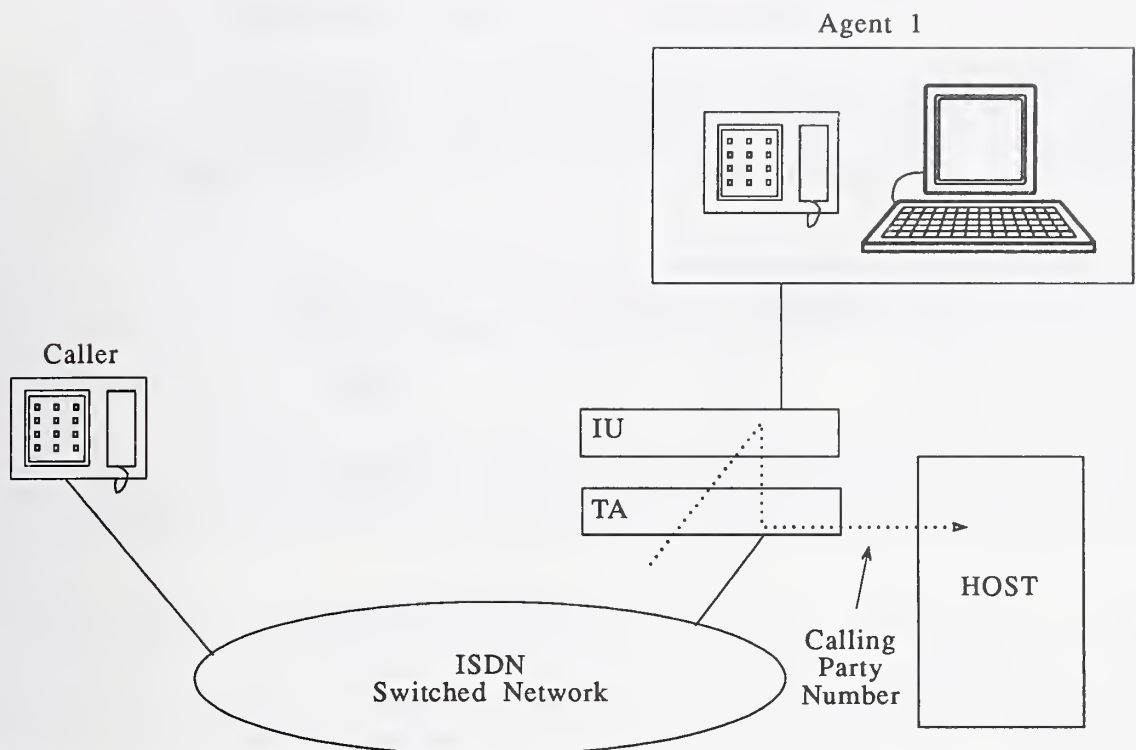 Agent 1
Caller
IU
TA
HOST
Calling
Party
Number
ISDN
Switched Network